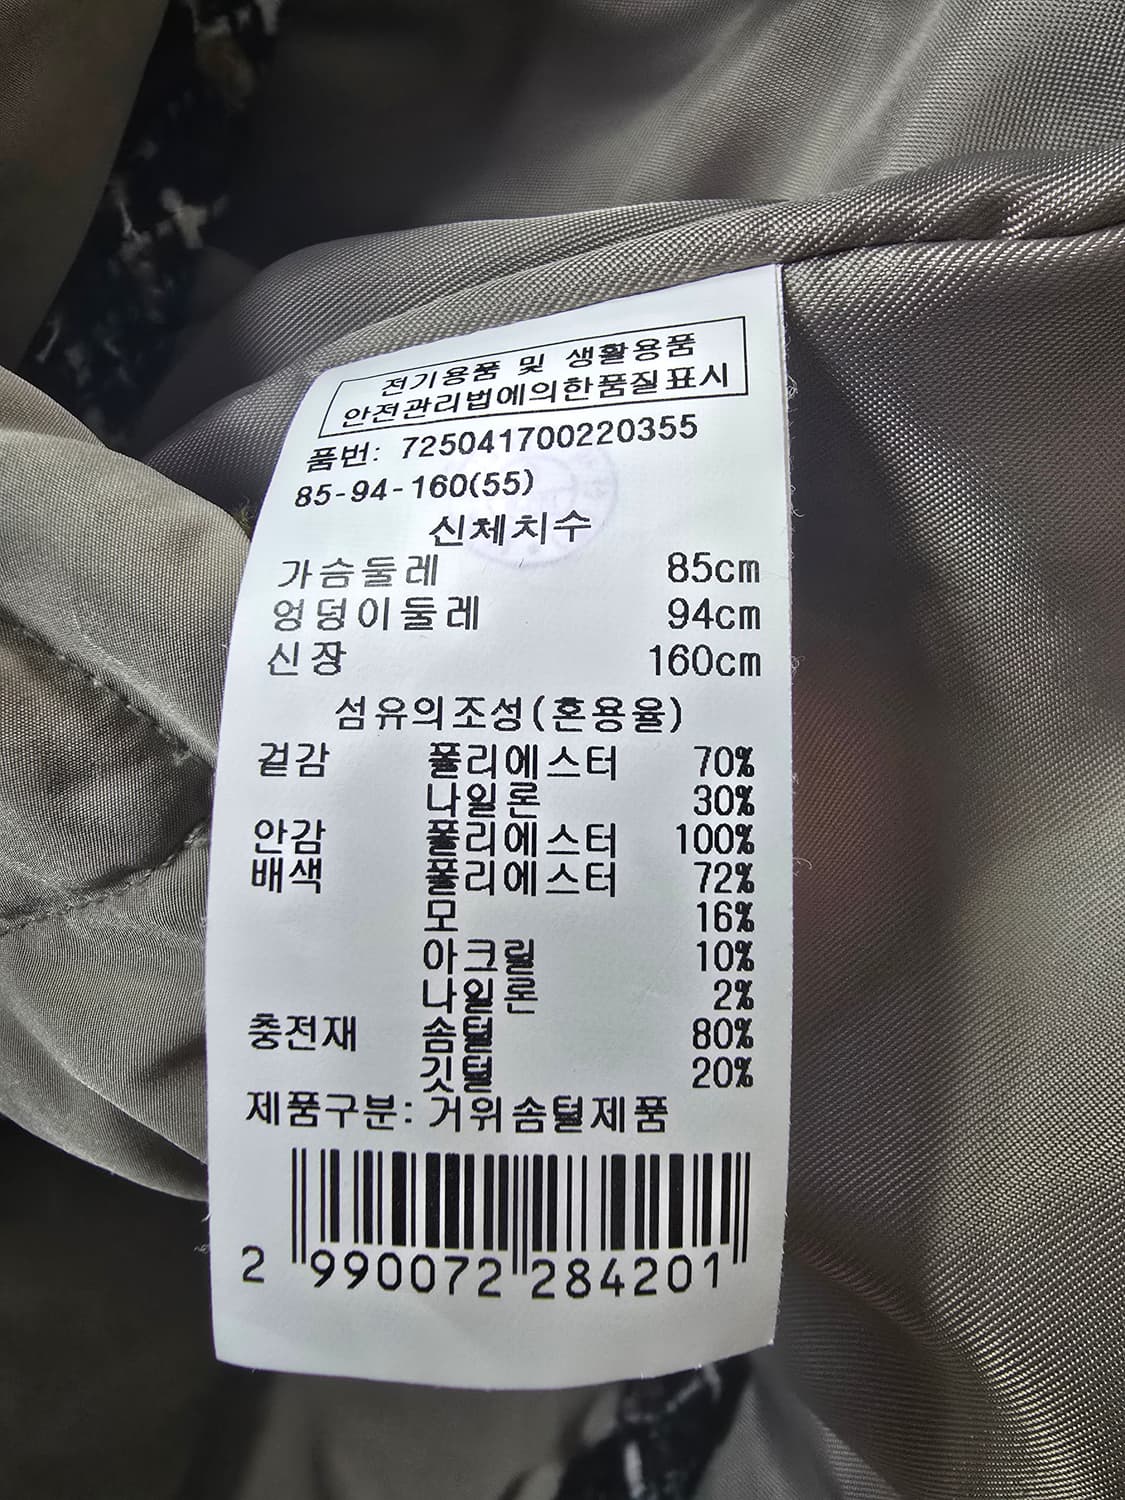 전기용품 및 생활용품
안전관리법에의한품질표시
품번: 725041700220355
85-94-160(55)
신체치수
가슴둘레 85cm
엉덩이둘레 94cm
신장 160cm
섬유의조성(혼용율)
겉감 폴리에스터 70%
나일론 30%
안감 폴리에스터 100%
배색 폴리에스터 72%
모 16%
아크릴 10%
나일론 2%
충전재 솜털 80%
깃털 20%
제품구분: 거위솜털제품
2 990072 284201